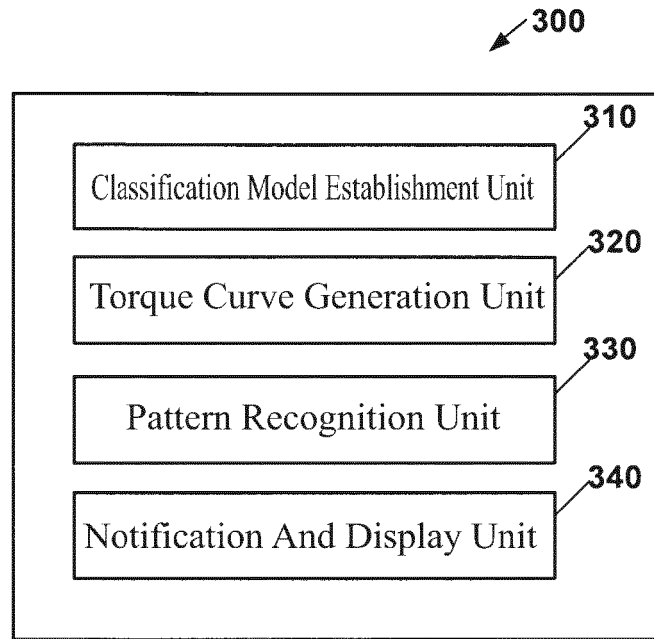 300
310
Classification Model Establishment Unit
320
Torque Curve Generation Unit
330
Pattern Recognition Unit
340
Notification And Display Unit